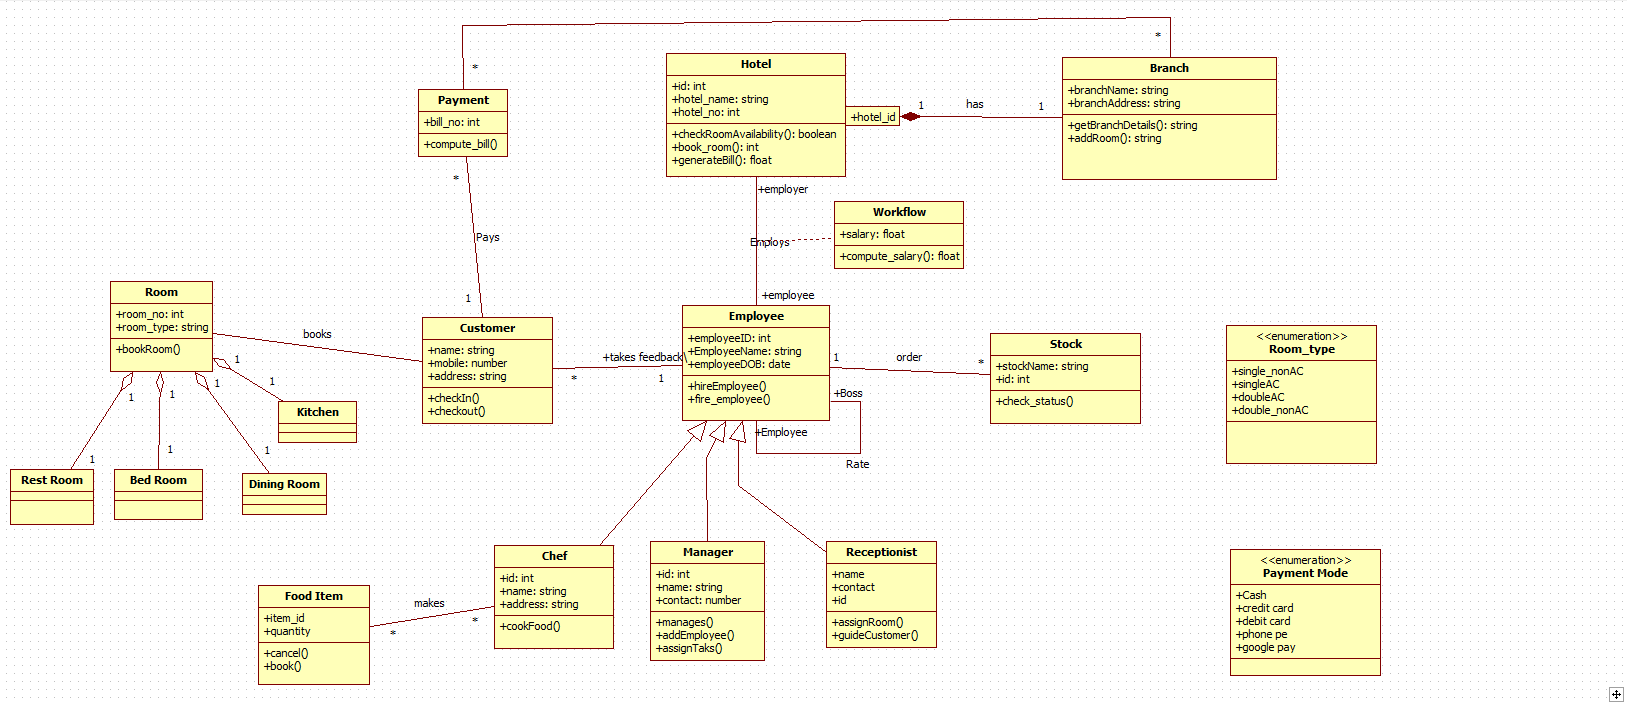 *
*
Payment
+bill_no: int
+compute_bill()
*
Hotel
+id: int
+hotel_name: string
+hotel_no: int
+checkRoomAvailability(): boolean
+book_room(): int
+generateBill(): float
+hotel_id
1
has
1
Branch
+branchName: string
+branchAddress: string
+getBranchDetails(): string
+addRoom(): string
+employer
Workflow
+salary: float
+compute_salary(): float
Employs
+employee
Pays
1
Room
+room_no: int
+room_type: string
+bookRoom()
books
Customer
+name: string
+mobile: number
+address: string
+checkIn()
+checkout()
+takes feedback\
*
1
Employee
+employeeID: int
+EmployeeName: string
+employeeDOB: date
+hireEmployee()
+fire_employee()
1
order
*
Stock
+stockName: string
+id: int
+check_status()
<<enumeration>>
Room_type
+single_nonAC
+singleAC
+doubleAC
+double_nonAC
+Boss
+Employee
Rate
1
1
1
1
1
1
1
1
Kitchen
Rest Room
Bed Room
Dining Room
Chef
+id: int
+name: string
+address: string
+cookFood()
Manager
+id: int
+name: string
+contact: number
+manages()
+addEmployee()
+assignTaks()
Receptionist
+name
+contact
+id
+assignRoom()
+guideCustomer()
Food Item
+item_id
+quantity
+cancel()
+book()
makes
*
*
<<enumeration>>
Payment Mode
+Cash
+credit card
+debit card
+phone pe
+google pay